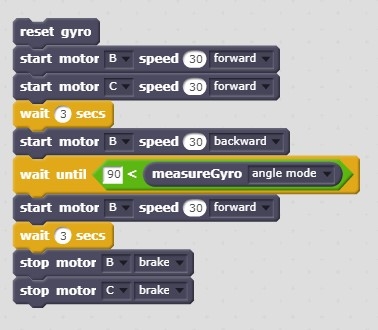 reset gyro
start motor B speed 30 forward
start motor C speed 30 forward
wait 3 secs
start motor B speed 30 backward
wait until 90 < measureGyro angle mode
start motor B speed 30 forward
wait 3 secs
stop motor B brake
stop motor C brake